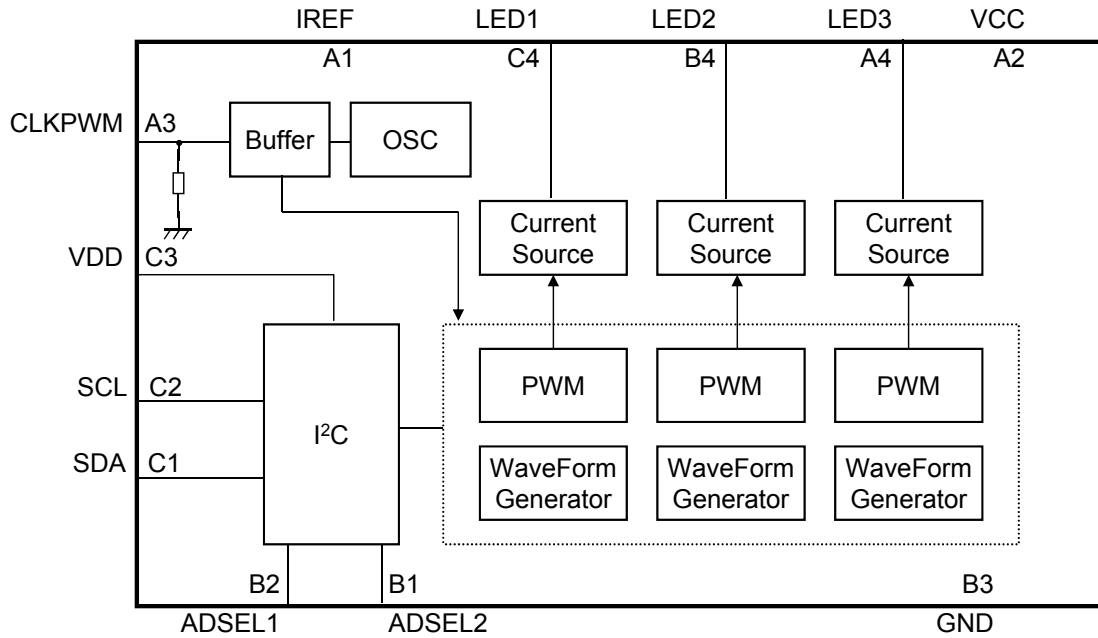 IREF LED1 LED2 LED3 VCC
A1 C4 B4 A4 A2
CLKPWM A3
Buffer OSC
Current Source Current Source Current Source
VDD C3
PWM PWM PWM
SCL C2
I²C
SDA C1
WaveForm Generator WaveForm Generator WaveForm Generator
B2 B1 B3
ADSEL1 ADSEL2 GND